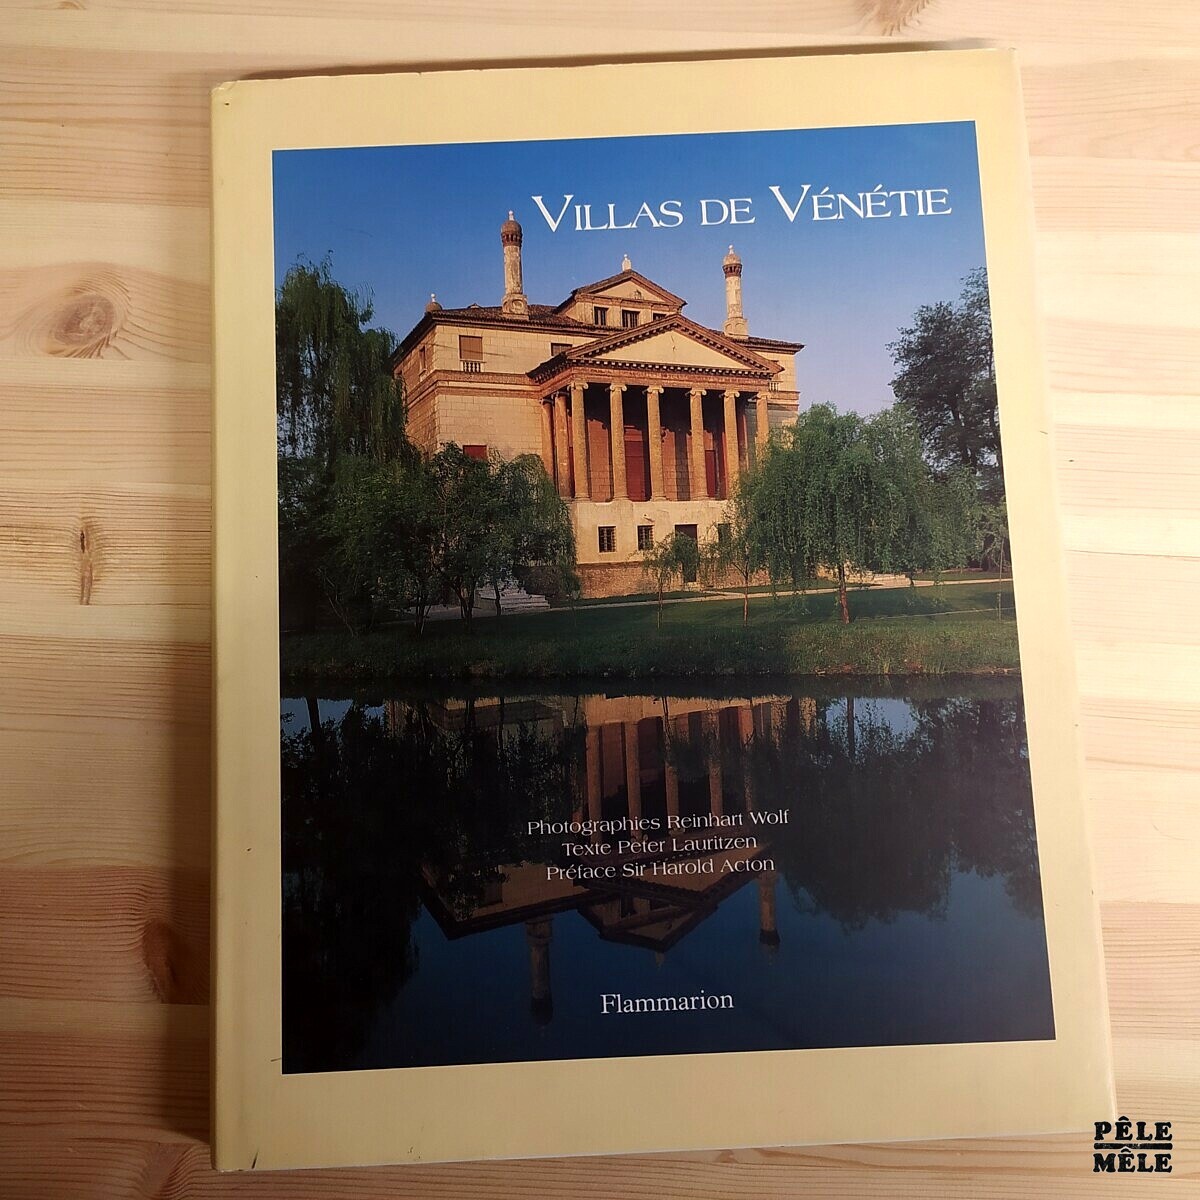 VILLAS DE VÉNÉTIE
Photographies Reinhart Wolf
Texte Peter Lauritzen
Préface Sir Harold Acton
Flammarion
PÊLE
MÊLE